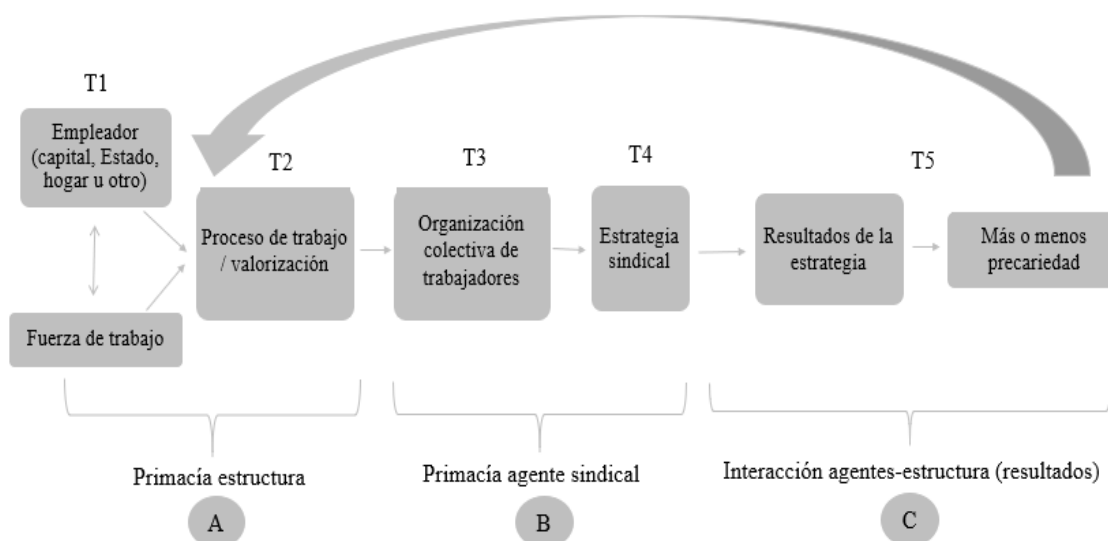 T1
Empleador
(capital, Estado,
hogar u otro)
Fuerza de trabajo
T2
Proceso de trabajo
/ valorización
T3
Organización
colectiva de
trabajadores
T4
Estrategia
sindical
T5
Resultados de la
estrategia
Más o menos
precariedad
Primacía estructura
A
Primacía agente sindical
B
Interacción agentes-estructura (resultados)
C